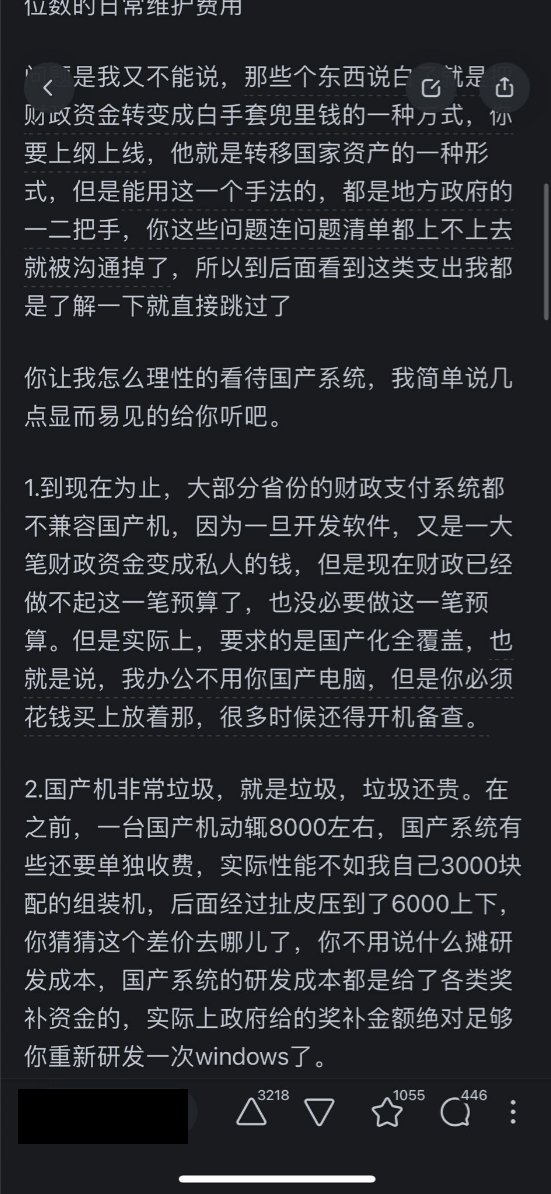 位数的日常维护费用
是我又不能说，那些个东西说白
就是
财政资金转变成白手套兜里钱的一种方式，你
要上纲上线，他就是转移国家资产的一种形
式，但是能用这一个手法的，都是地方政府的
一二把手，你这些问题连问题清单都上不上去
就被沟通掉了，所以到后面看到这类支出我都
是了解一下就直接跳过了
你让我怎么理性的看待国产系统，我简单说几
点显而易见的给你听吧。
1.到现在为止，大部分省份的财政支付系统都
不兼容国产机，因为一旦开发软件，又是一大
笔财政资金变成私人的钱，但是现在财政已经
做不起这一笔预算了，也没必要做这一笔预
算。但是实际上，要求的是国产化全覆盖，也
就是说，我办公不用你国产电脑，但是你必须
花钱买上放着那，很多时候还得开机备查。
2.国产机非常垃圾，就是垃圾，垃圾还贵。在
之前，一台国产机动辄8000左右，国产系统有
些还要单独收费，实际性能不如我自己3000块
配的组装机，后面经过扯皮压到了6000上下，
你猜猜这个差价去哪儿了，你不用说什么摊研
发成本，国产系统的研发成本都是给了各类奖
补资金的，实际上政府给的奖补金额绝对足够
你重新研发一次windows了。
3218
1055
446